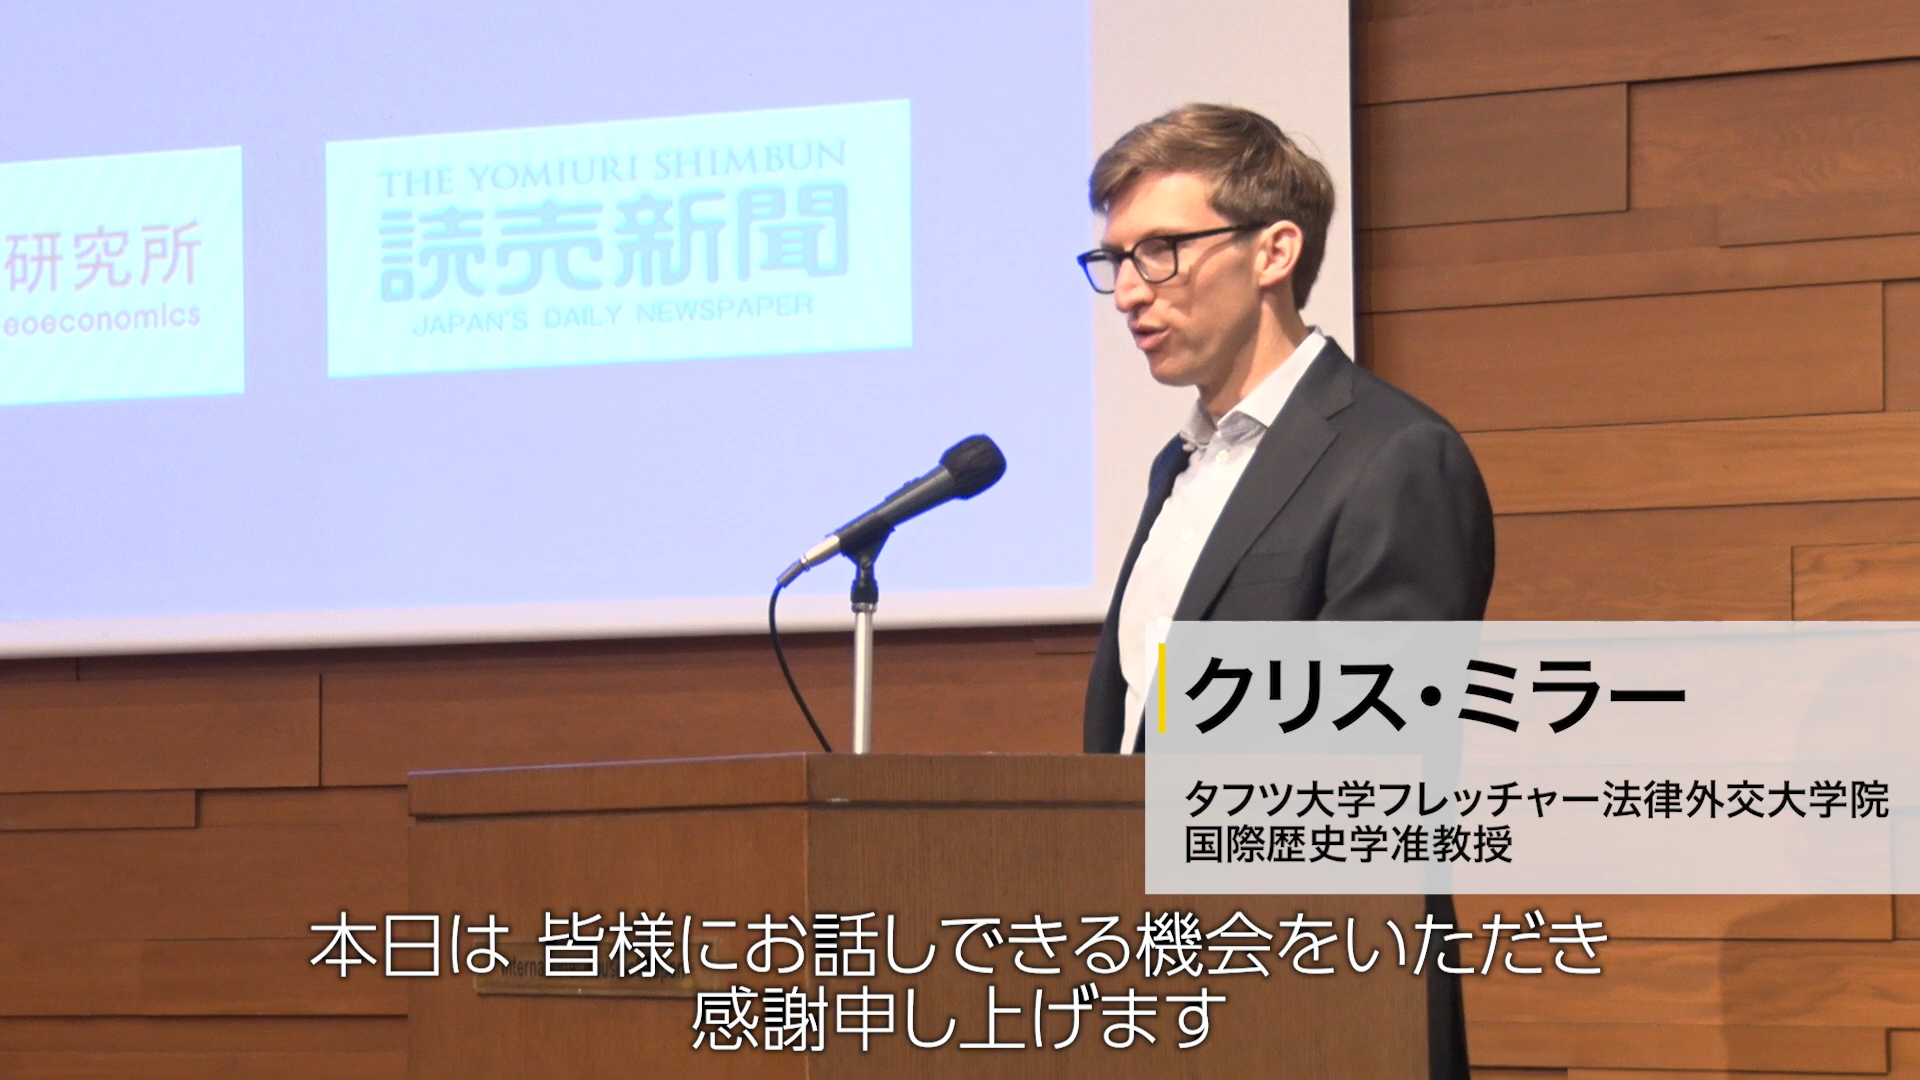 THE YOMIURI SHIMBUN
読売新聞
JAPAN'S DAILY NEWSPAPER
研究所
eoeconomics
クリス・ミラー
タフツ大学フレッチャー法律外交大学院
国際歴史学准教授
本日は 皆様にお話しできる機会をいただき
感謝申し上げます